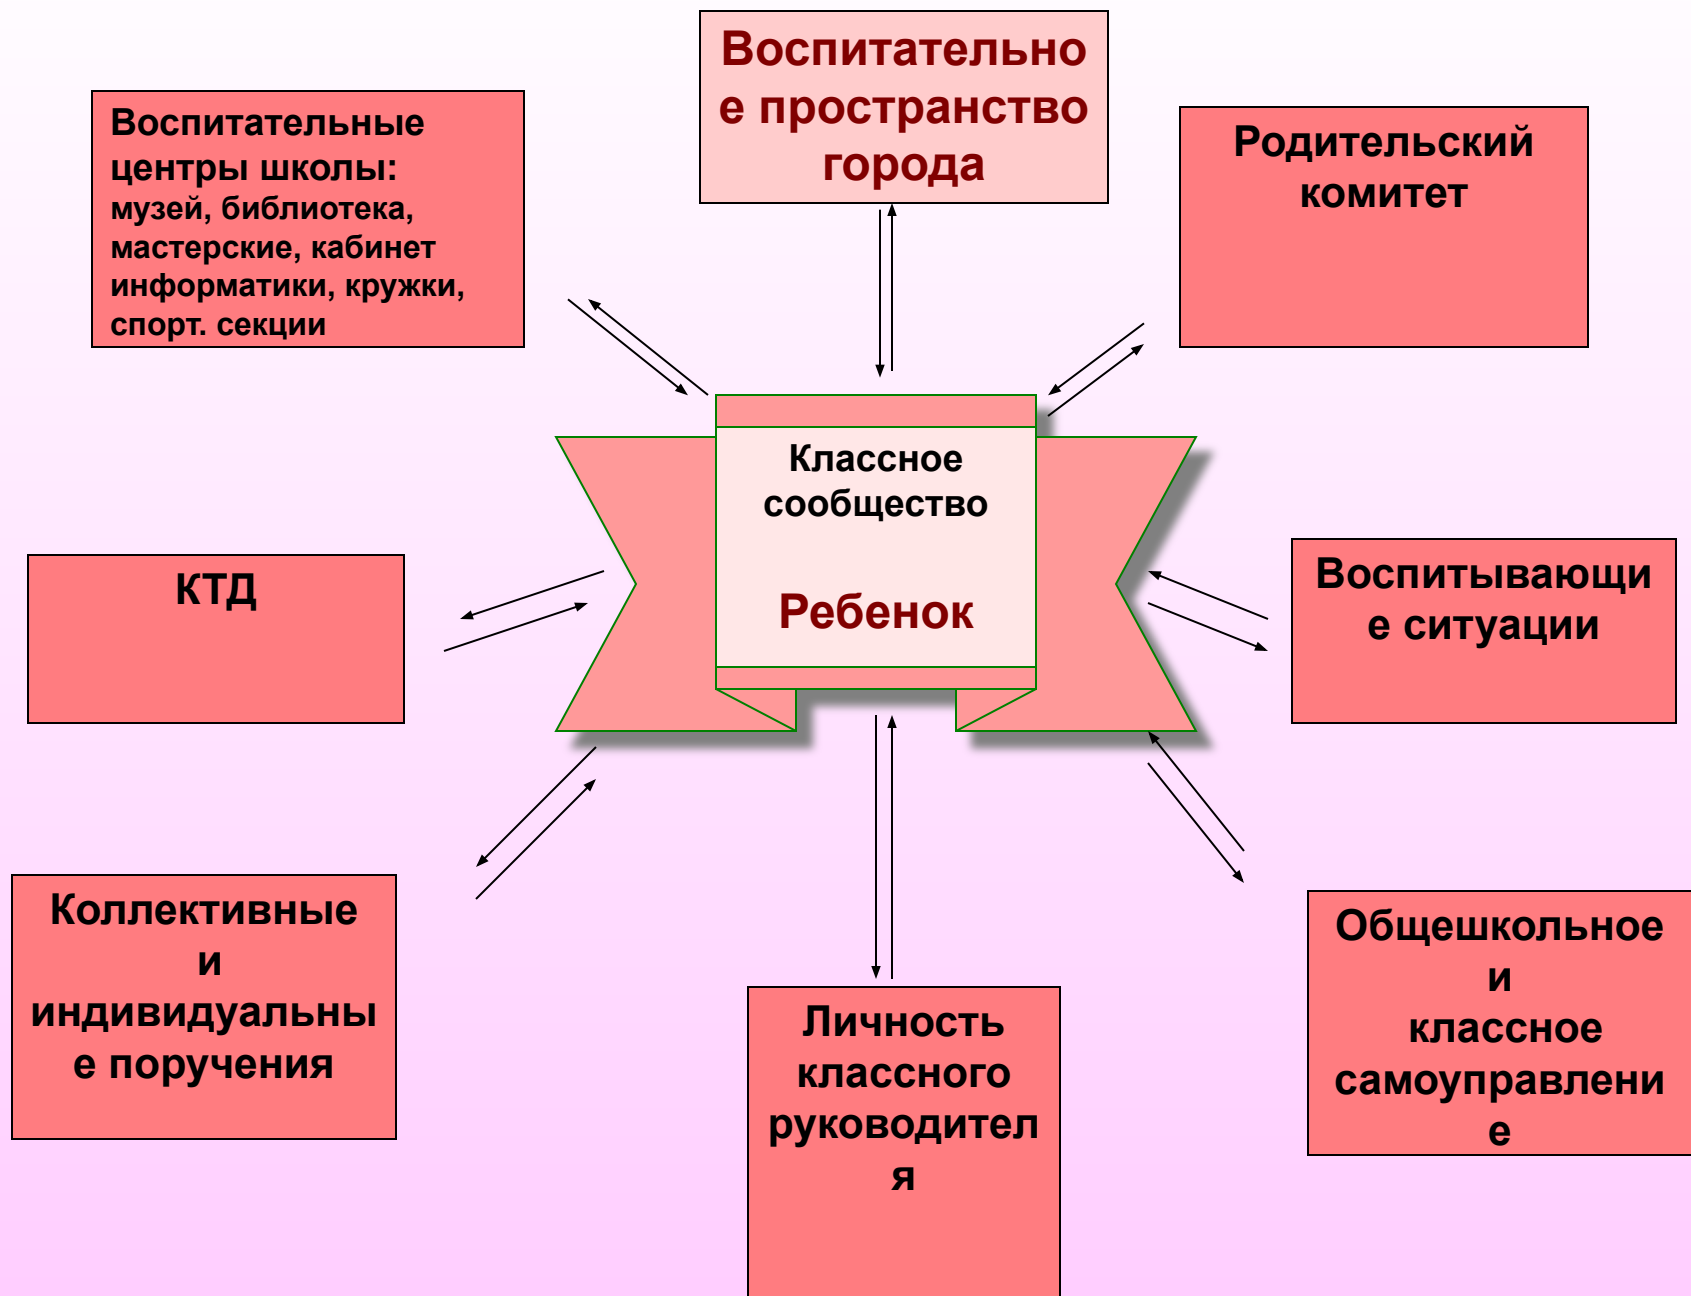 Воспитательно
е пространство
города
Воспитательные
центры школы:
музей, библиотека,
мастерские, кабинет
информатики, кружки,
спорт. секции
Родительский
комитет
Классное
сообщество
Ребенок
КТД
Воспитывающи
е ситуации
Коллективные
и
индивидуальны
е поручения
Личность
классного
руководител
я
Общешкольное
и
классное
самоуправлени
е